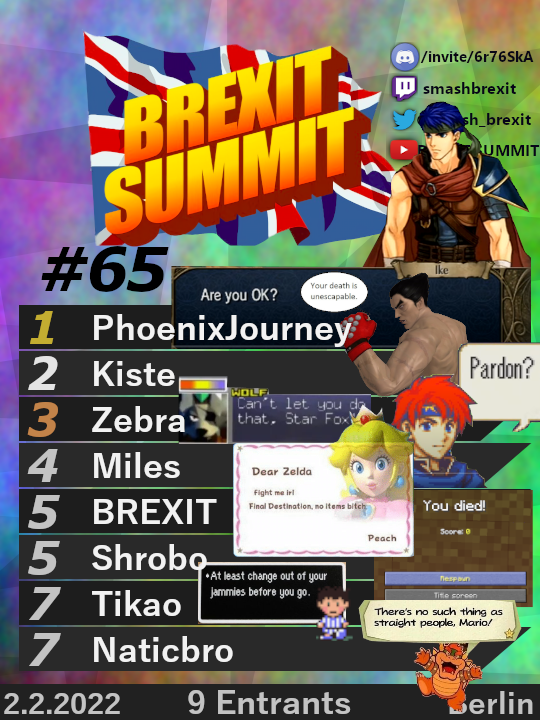 BREXIT
SUMMIT
/invite/6r76SkA
smashbrexit
sh_brexit
SUMMIT
#65
Ike
Are you OK?
Your death is
unescapable.
1 PhoenixJourney
2 Kiste
3 Zebra
4 Miles
5 BREXIT
5 Shrobo
7 Tikao
7 Naticbro
Pardon?
WOLF
Can't let you do
that, Star Fox
Dear Zelda
Fight me irl
Final Destination, no items bitch
Peach
You died!
Score: 0
Respawn
Title screen
•At least change out of your
jammies before you go.
There's no such thing as
straight people, Mario!
2.2.2022
9 Entrants
Berlin